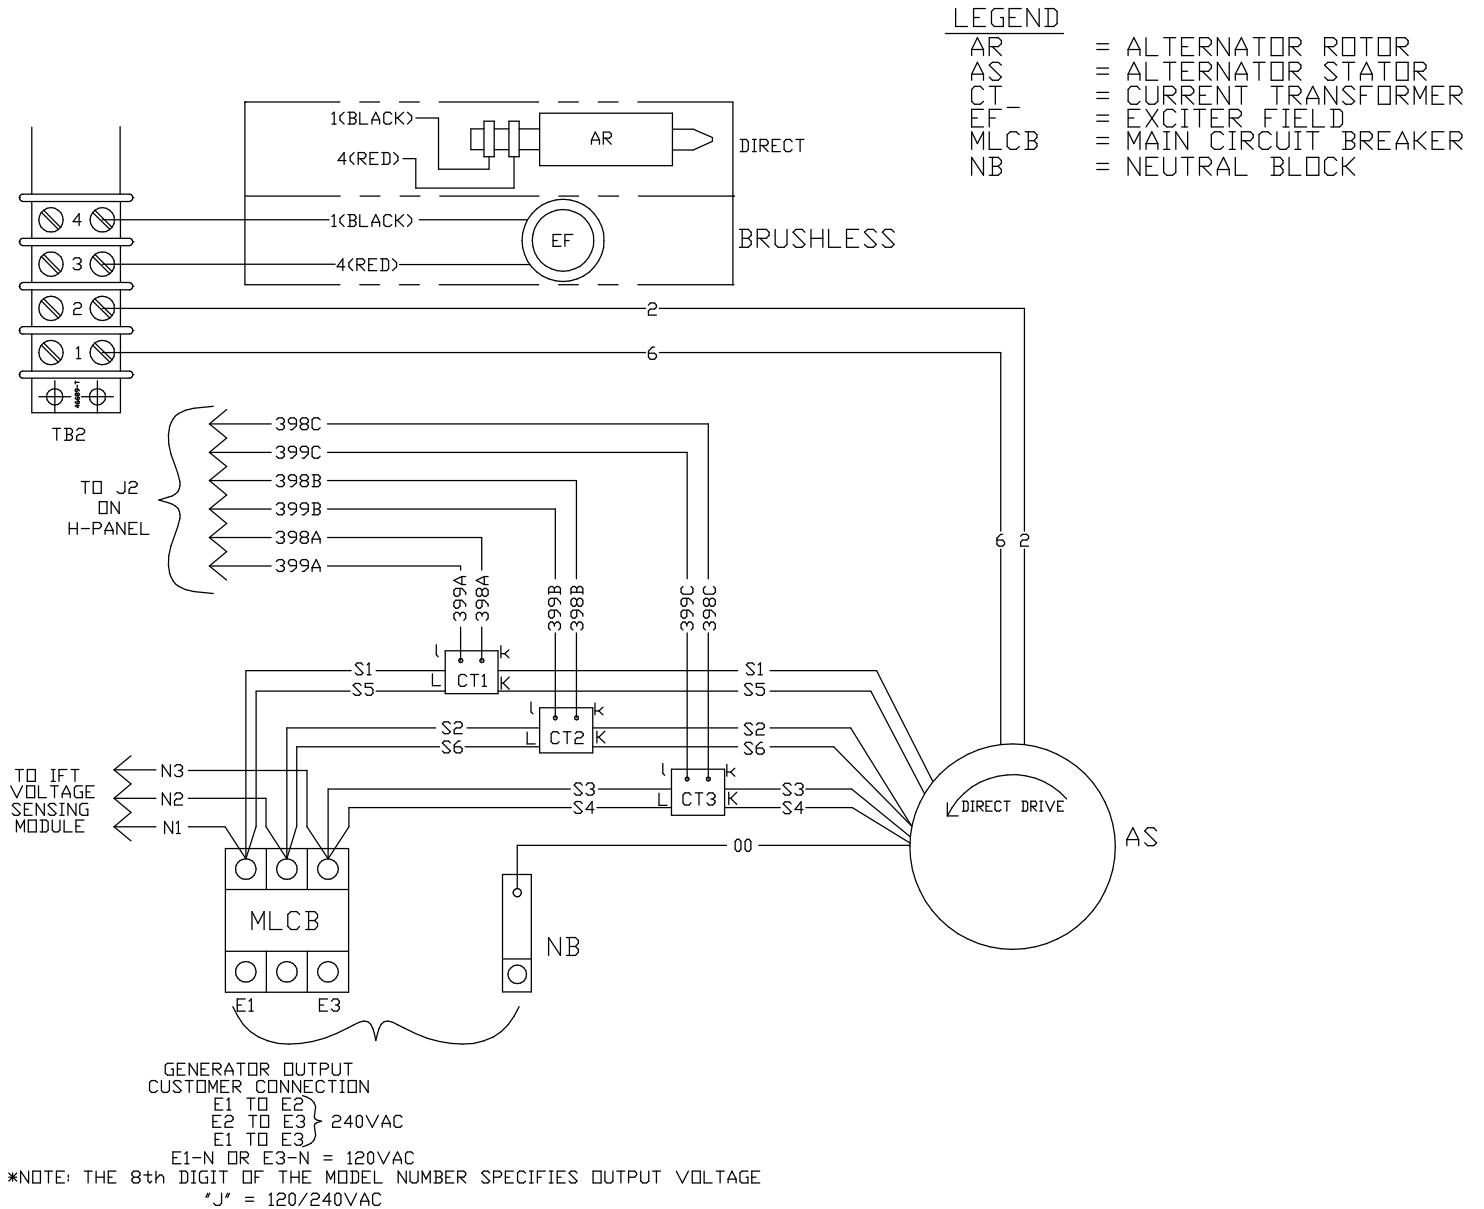 LEGEND
AR = ALTERNATOR ROTOR
AS = ALTERNATOR STATOR
CT_ = CURRENT TRANSFORMER
EF = EXCITER FIELD
MLCB = MAIN CIRCUIT BREAKER
NB = NEUTRAL BLOCK
1(BLACK)
AR
4(RED)
DIRECT
4
1(BLACK)
EF
BRUSHLESS
3
4(RED)
2
2
1
6
46689-T
TB2
398C
399C
398B
399B
398A
399A
TO J2
ON
H-PANEL
6 2
399A
398A
399B
398B
399C
398C
l k
S1 S1
L CT1 K
S5 S5
l k
S2 S2
L CT2 K
S6 S6
l k
S3 S3
L CT3 K
S4 S4
N3
N2
N1
TO IFT
VOLTAGE
SENSING
MODULE
DIRECT DRIVE
AS
00
MLCB
NB
E1 E3
GENERATOR OUTPUT
CUSTOMER CONNECTION
E1 TO E2
E2 TO E3 240VAC
E1 TO E3
E1-N OR E3-N = 120VAC
*NOTE: THE 8th DIGIT OF THE MODEL NUMBER SPECIFIES OUTPUT VOLTAGE
"J" = 120/240VAC